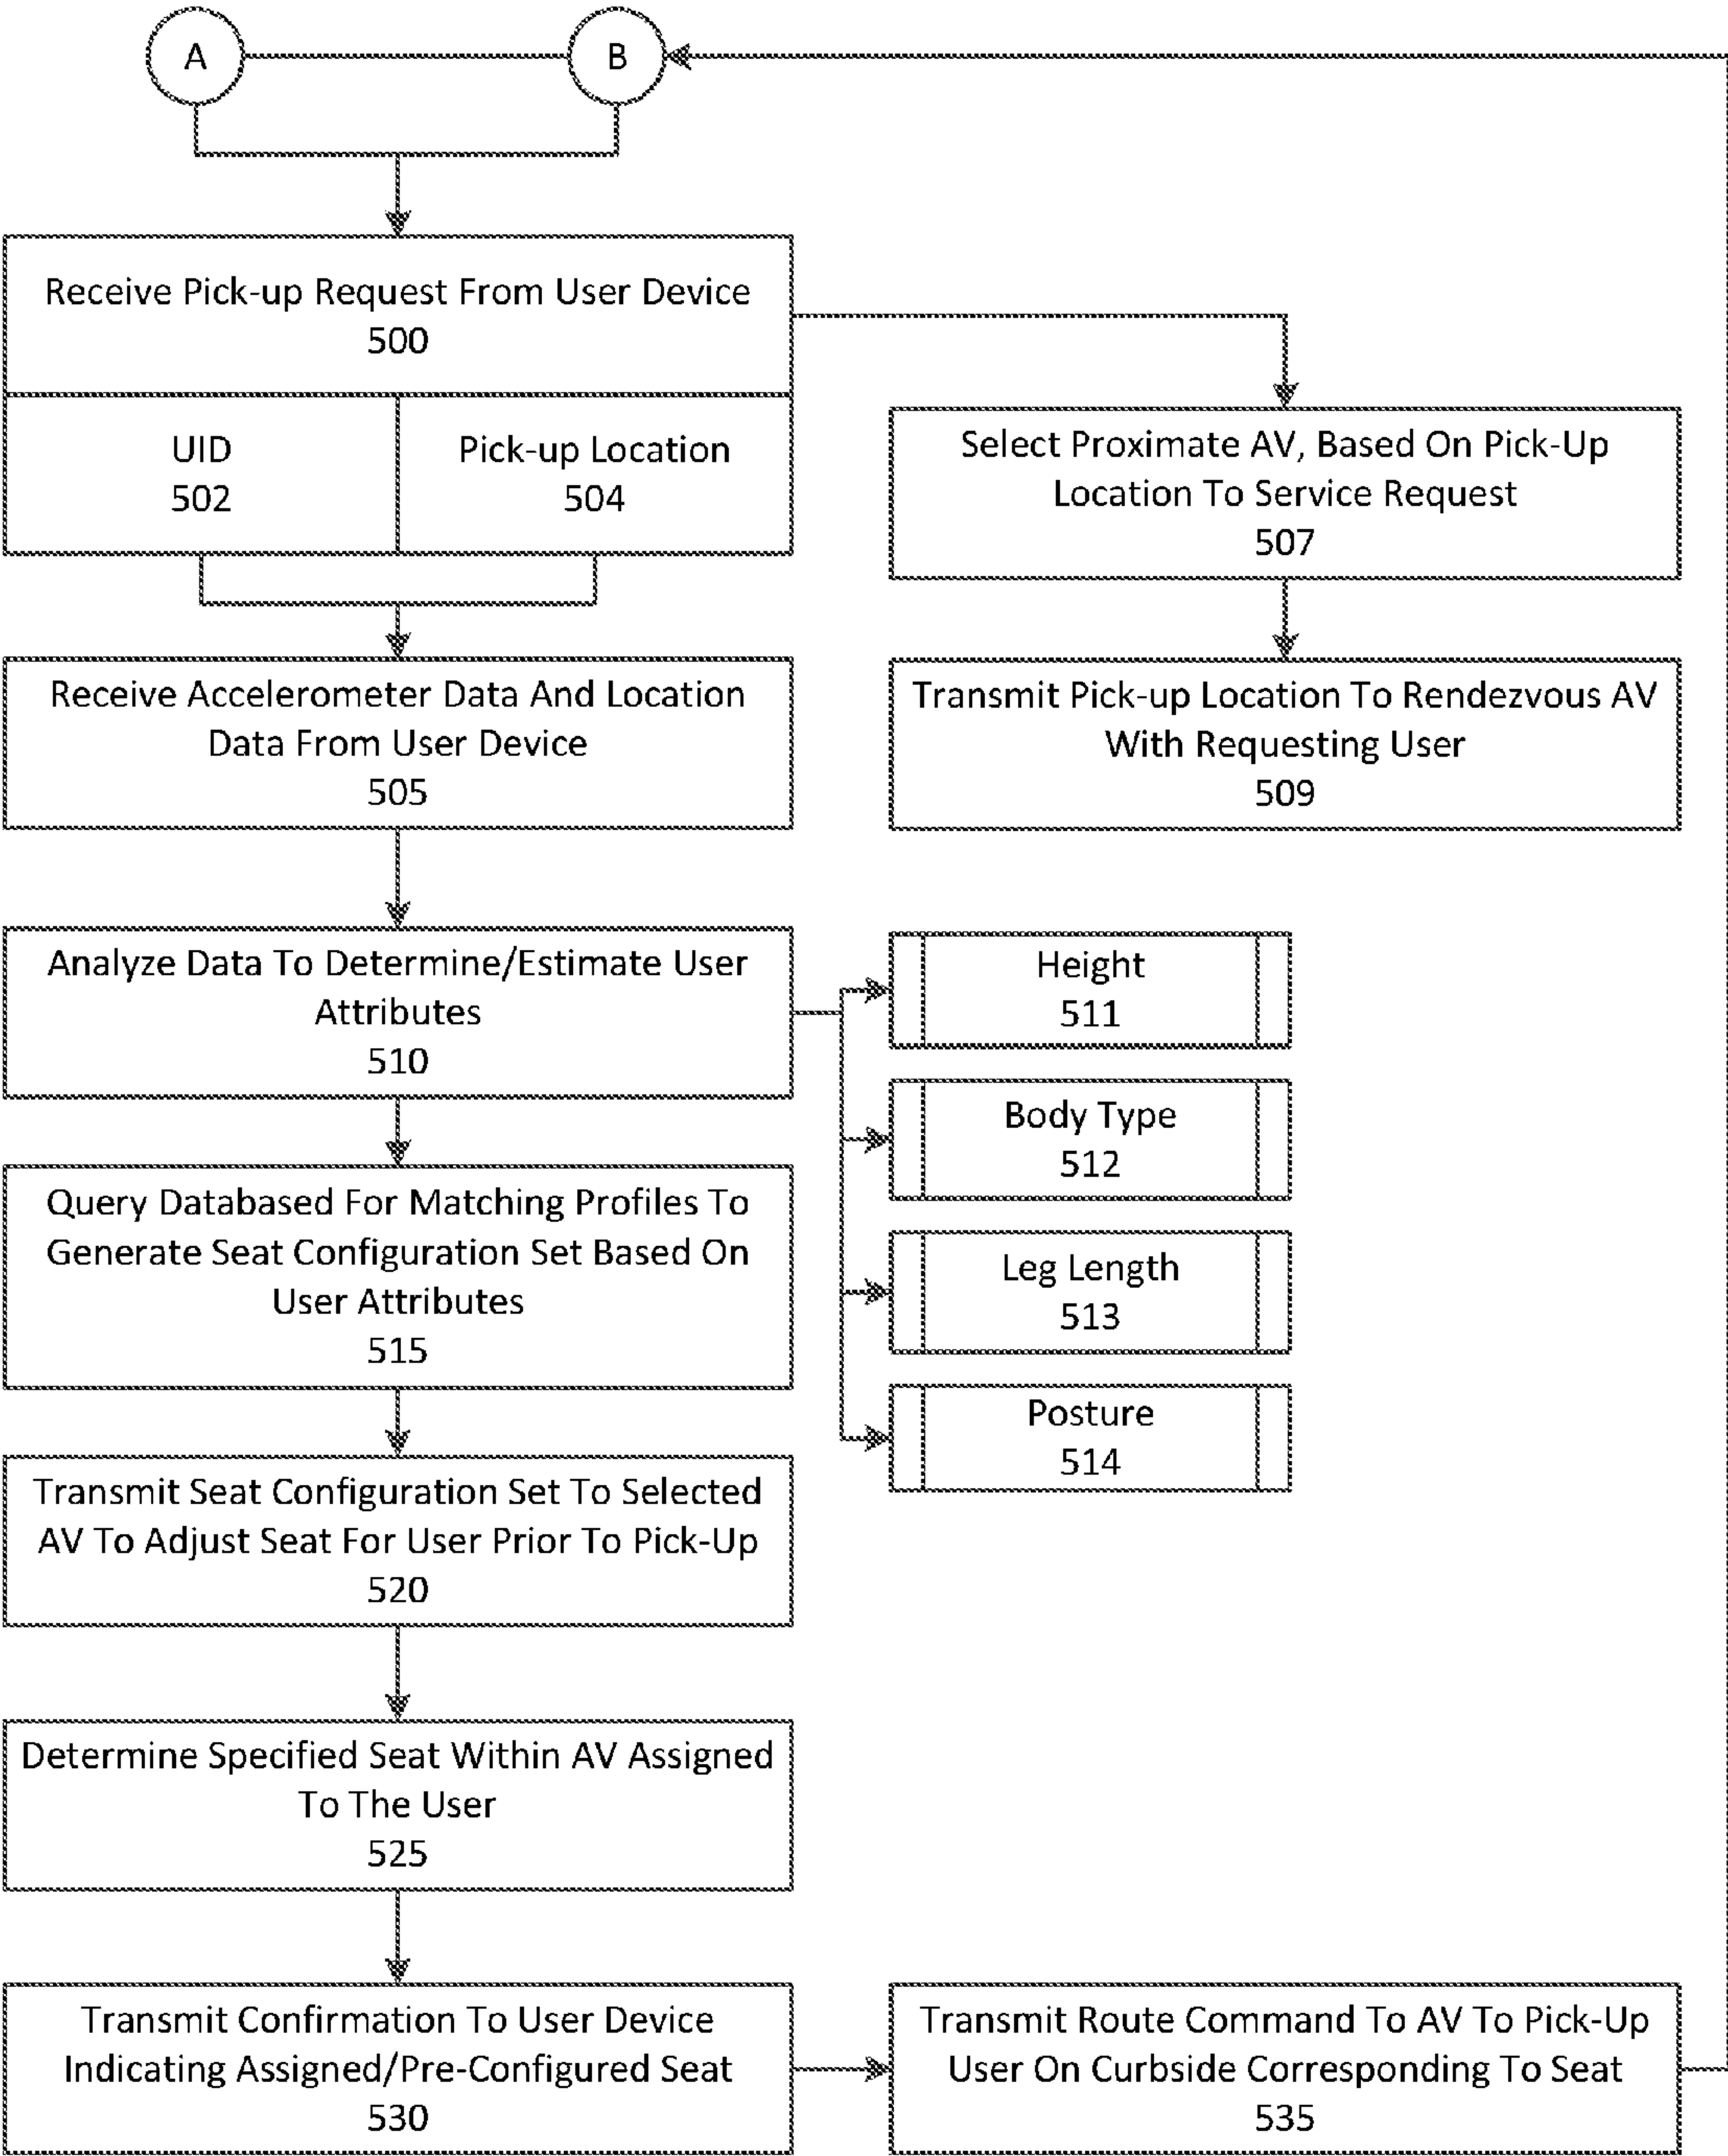 A
B
Receive Pick-up Request From User Device
500
UID
502
Pick-up Location
504
Select Proximate AV, Based On Pick-Up
Location To Service Request
507
Receive Accelerometer Data And Location
Data From User Device
505
Transmit Pick-up Location To Rendezvous AV
With Requesting User
509
Analyze Data To Determine/Estimate User
Attributes
510
Height
511
Body Type
512
Leg Length
513
Posture
514
Query Databased For Matching Profiles To
Generate Seat Configuration Set Based On
User Attributes
515
Transmit Seat Configuration Set To Selected
AV To Adjust Seat For User Prior To Pick-Up
520
Determine Specified Seat Within AV Assigned
To The User
525
Transmit Confirmation To User Device
Indicating Assigned/Pre-Configured Seat
530
Transmit Route Command To AV To Pick-Up
User On Curbside Corresponding To Seat
535